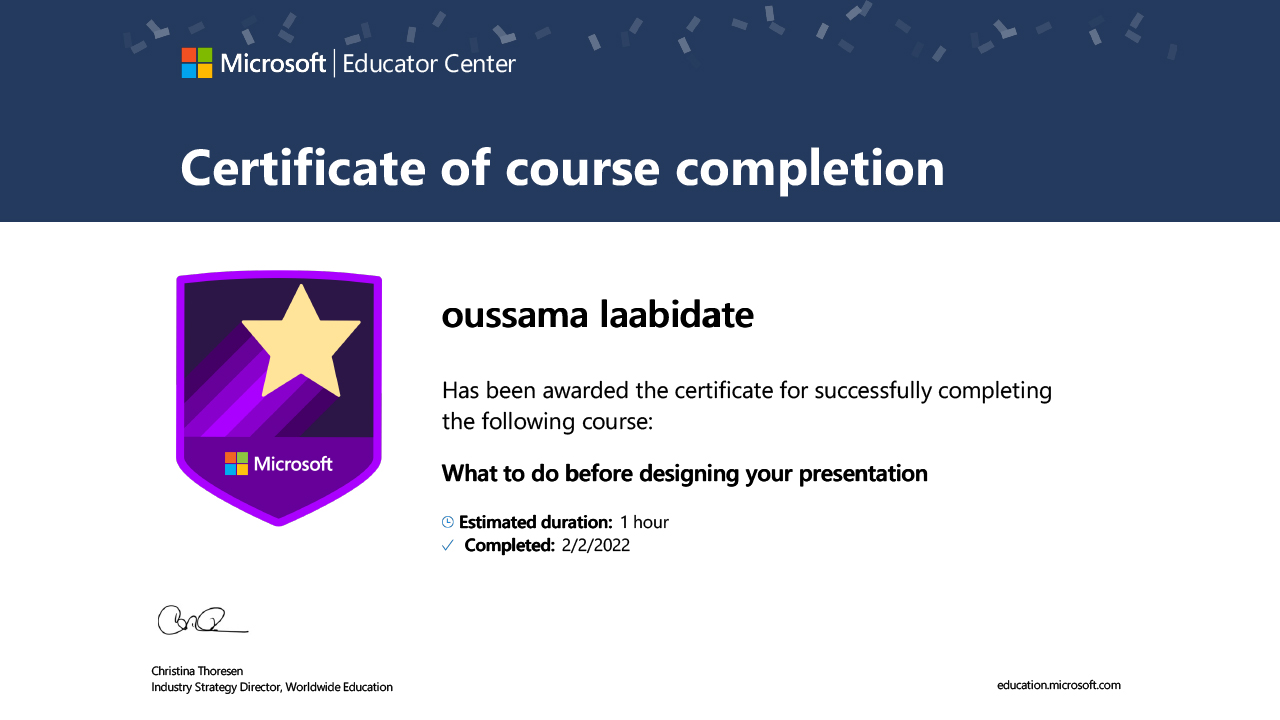 Microsoft | Educator Center
Certificate of course completion
oussama laabidate
Has been awarded the certificate for successfully completing
the following course:
What to do before designing your presentation
Estimated duration: 1 hour
Completed: 2/2/2022
Microsoft
Christina Thoresen
Industry Strategy Director, Worldwide Education
education.microsoft.com